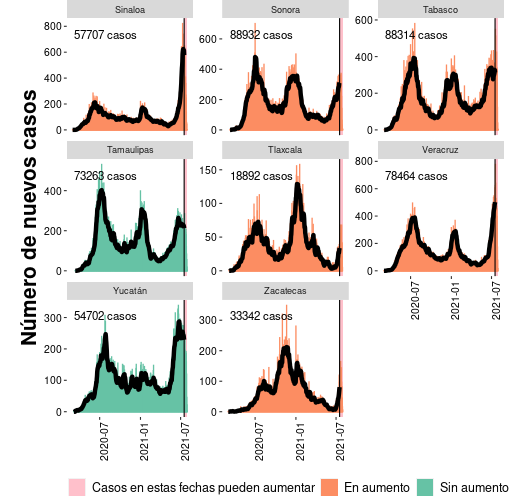 Número de nuevos casos
Sinaloa Sonora Tabasco
57707 casos 88932 casos 88314 casos
800 600 400 200 0
600 400 200 0
600 400 200 0
Tamaulipas Tlaxcala Veracruz
73263 casos 18892 casos 78464 casos
400 200 0
150 100 50 0
800 600 400 200 0
Yucatán Zacatecas
54702 casos 33342 casos
300 200 100 0
300 200 100 0
2020-07 2021-01 2021-07
2020-07 2021-01 2021-07
2020-07 2021-01 2021-07
Casos en estas fechas pueden aumentar En aumento Sin aumento